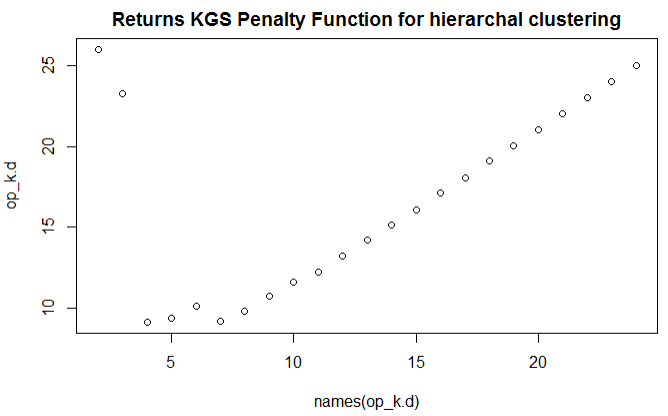 Returns KGS Penalty Function for hierarchal clustering
op_k.d
25
20
15
10
5 10 15 20
names(op_k.d)